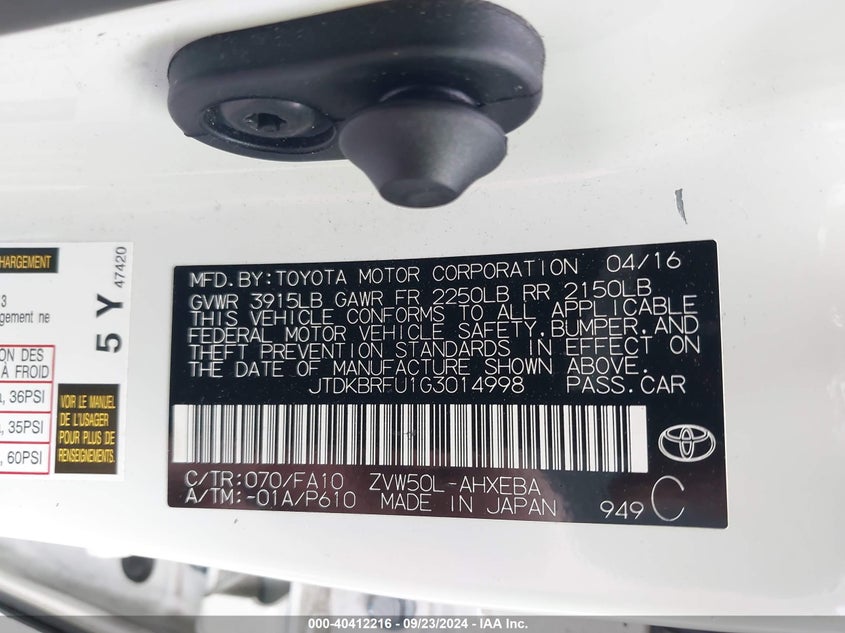 CHARGEMENT
gement ne
ION DES
À FROID
, 36PSI
, 35PSI
, 60PSI
5 Y
47420
VOIR LE MANUEL
DE L'USAGER
POUR PLUS DE
RENSEIGNEMENTS.
MFD.BY:TOYOTA MOTOR CORPORATION 04/16
GVWR 3915LB GAWR FR 2250LB RR 2150LB
THIS VEHICLE CONFORMS TO ALL APPLICABLE
FEDERAL MOTOR VEHICLE SAFETY,BUMPER,AND
THEFT PREVENTION STANDARDS IN EFFECT ON
THE DATE OF MANUFACTURE SHOWN ABOVE.
JTDKBRFU1G3014998 PASS.CAR
C/TR:070/FA10 ZVW50L-AHXEBA
A/TM:-01A/P610 MADE IN JAPAN 949 C
000-40412216 - 09/23/2024 - IAA, Inc.